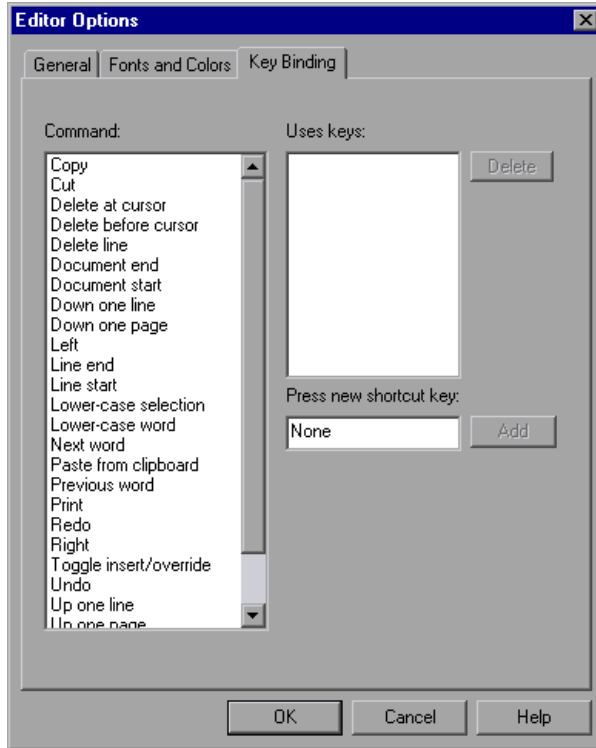 Editor Options
General
Fonts and Colors
Key Binding
Command:
Uses keys:
Copy
Cut
Delete at cursor
Delete before cursor
Delete line
Document end
Document start
Down one line
Down one page
Left
Line end
Line start
Lower-case selection
Lower-case word
Next word
Paste from clipboard
Previous word
Print
Redo
Right
Toggle insert/override
Undo
Up one line
Up one page
Delete
Press new shortcut key:
None
Add
OK
Cancel
Help